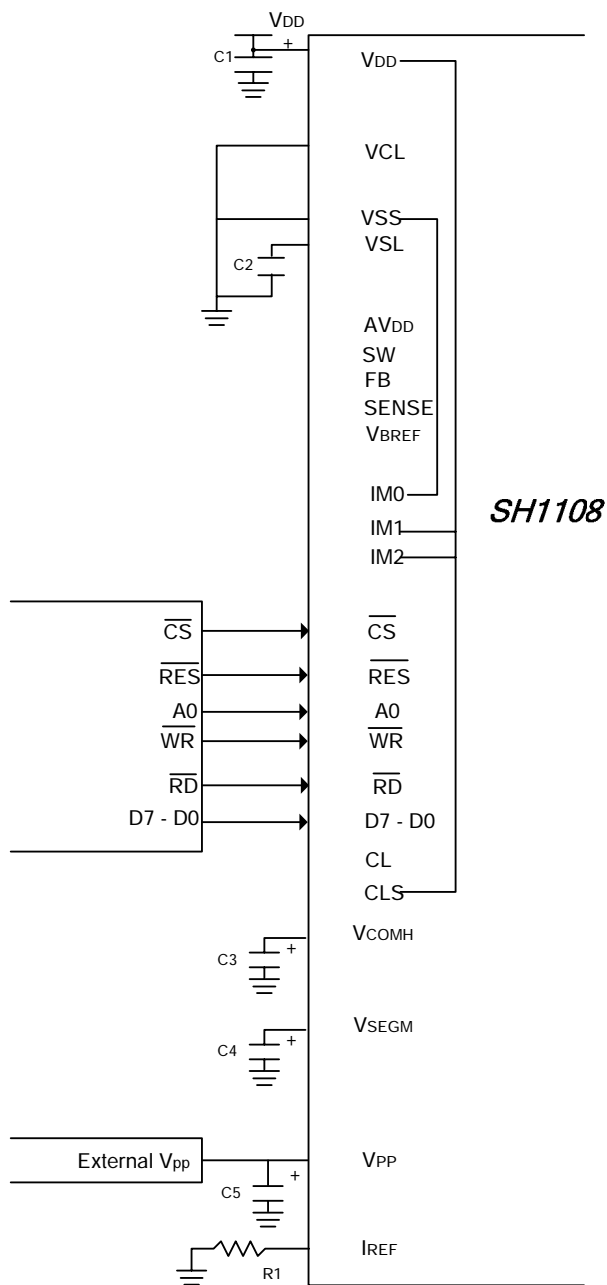 VDD
+
C1
VDD
VCL
VSS
VSL
C2
AVDD
SW
FB
SENSE
VBREF
IM0
IM1
IM2
SH1108
CS
CS
RES
RES
A0
A0
WR
WR
RD
RD
D7 - D0
D7 - D0
CL
CLS
VCOMH
C3
+
VSEGM
C4
+
External Vpp
VPP
C5
+
IREF
R1